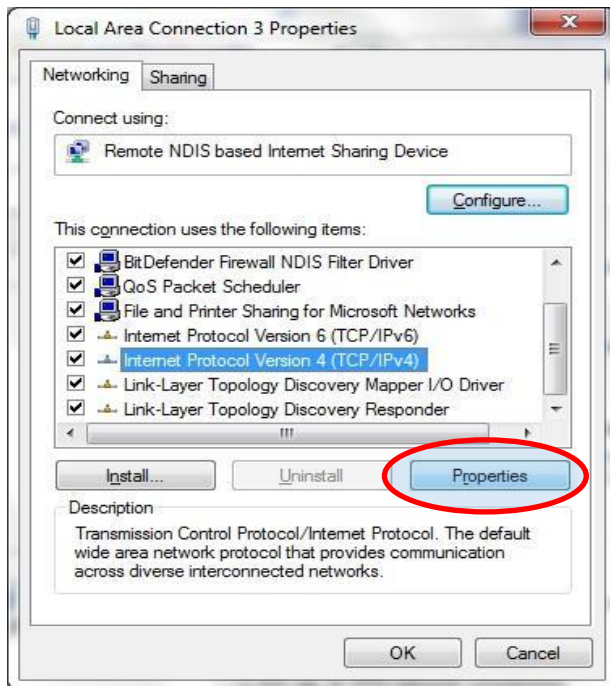 Local Area Connection 3 Properties
Networking Sharing
Connect using:
Remote NDIS based Internet Sharing Device
Configure...
This connection uses the following items:
BitDefender Firewall NDIS Filter Driver
QoS Packet Scheduler
File and Printer Sharing for Microsoft Networks
Internet Protocol Version 6 (TCP/IPv6)
Internet Protocol Version 4 (TCP/IPv4)
Link-Layer Topology Discovery Mapper I/O Driver
Link-Layer Topology Discovery Responder
Install... Uninstall Properties
Description
Transmission Control Protocol/Internet Protocol. The default
wide area network protocol that provides communication
across diverse interconnected networks.
OK Cancel